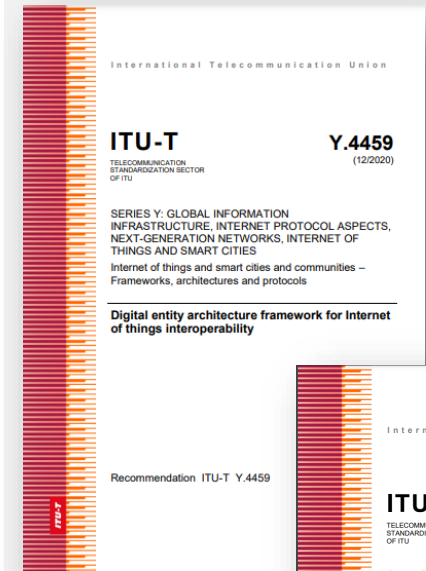 International Telecommunication Union
ITU-T
Y.4459
TELECOMMUNICATION
STANDARDIZATION SECTOR
OF ITU
(12/2020)
SERIES Y: GLOBAL INFORMATION
INFRASTRUCTURE, INTERNET PROTOCOL ASPECTS,
NEXT-GENERATION NETWORKS, INTERNET OF
THINGS AND SMART CITIES
Internet of things and smart cities and communities –
Frameworks, architectures and protocols
Digital entity architecture framework for Internet
of things interoperability
Recommendation ITU-T Y.4459
ITU-T
Intern
ITU
TELECOMM
STANDARDI
OF ITU